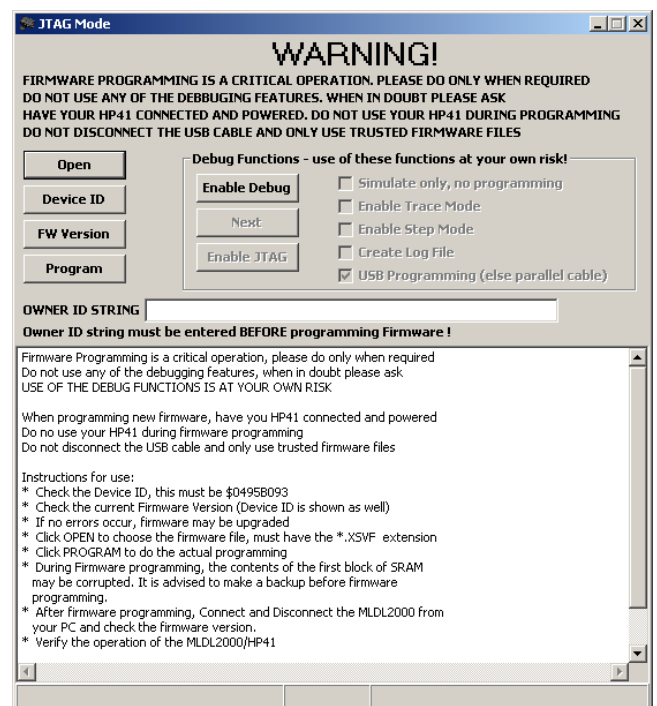 JTAG Mode
WARNING!
FIRMWARE PROGRAMMING IS A CRITICAL OPERATION. PLEASE DO ONLY WHEN REQUIRED
DO NOT USE ANY OF THE DEBBUGING FEATURES. WHEN IN DOUBT PLEASE ASK
HAVE YOUR HP41 CONNECTED AND POWERED. DO NOT USE YOUR HP41 DURING PROGRAMMING
DO NOT DISCONNECT THE USB CABLE AND ONLY USE TRUSTED FIRMWARE FILES
Open
Device ID
FW Version
Program
Debug Functions - use of these functions at your own risk!
Enable Debug
Next
Enable JTAG
Simulate only, no programming
Enable Trace Mode
Enable Step Mode
Create Log File
USB Programming (else parallel cable)
OWNER ID STRING
Owner ID string must be entered BEFORE programming Firmware !
Firmware Programming is a critical operation, please do only when required
Do not use any of the debugging features, when in doubt please ask
USE OF THE DEBUG FUNCTIONS IS AT YOUR OWN RISK
When programming new firmware, have you HP41 connected and powered
Do no use your HP41 during firmware programming
Do not disconnect the USB cable and only use trusted firmware files
Instructions for use:
* Check the Device ID, this must be $0495B093
* Check the current Firmware Version (Device ID is shown as well)
* If no errors occur, firmware may be upgraded
* Click OPEN to choose the firmware file, must have the *.XSVF extension
* Click PROGRAM to do the actual programming
* During Firmware programming, the contents of the first block of SRAM
may be corrupted. It is advised to make a backup before firmware
programming.
* After firmware programming, Connect and Disconnect the MLDL2000 from
your PC and check the firmware version.
* Verify the operation of the MLDL2000/HP41